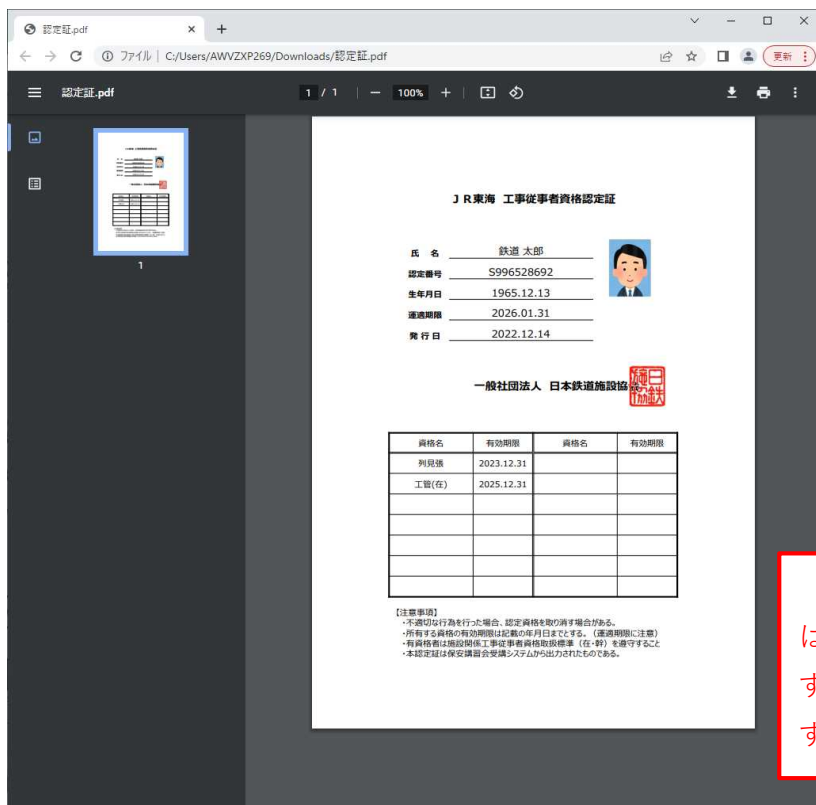 認定証.pdf
ファイル | C:/Users/AWVZXP269/Downloads/認定証.pdf
更新
認定証.pdf
1 / 1 | − 100% + |
1
JR東海 工事従事者資格認定証
氏 名 鉄道 太郎
認定番号 S996528692
生年月日 1965.12.13
運適期限 2026.01.31
発 行 日 2022.12.14
一般社団法人 日本鉄道施設協会
資格名 有効期限 資格名 有効期限
列見張 2023.12.31
工管(在) 2025.12.31
【注意事項】
・不適切な行為を行った場合、認定資格を取り消す場合がある。
・所有する資格の有効期限は記載の年月日までとする。（運適期限に注意）
・有資格者は施設関係工事従事者資格取扱標準（在・幹）を遵守すること
・本認定証は保安講習会受講システムから出力されたものである。
は
す
す